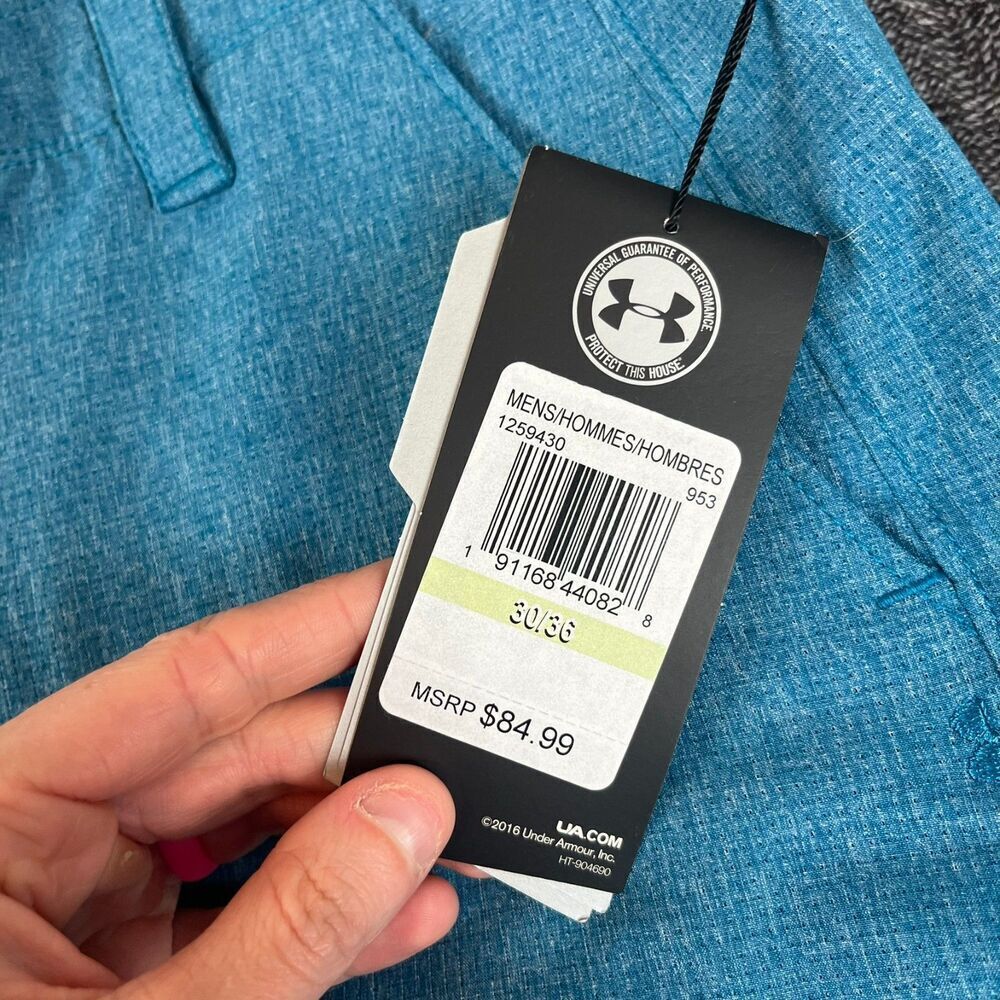 UNIVERSAL GUARANTEE OF PERFORMANCE.
PROTECT THIS HOUSE®
MENS/HOMMES/HOMBRES
1259430 953
1 91168 44082 8
30/36
MSRP $84.99
UA.COM
©2016 Under Armour, Inc.
HT-904690